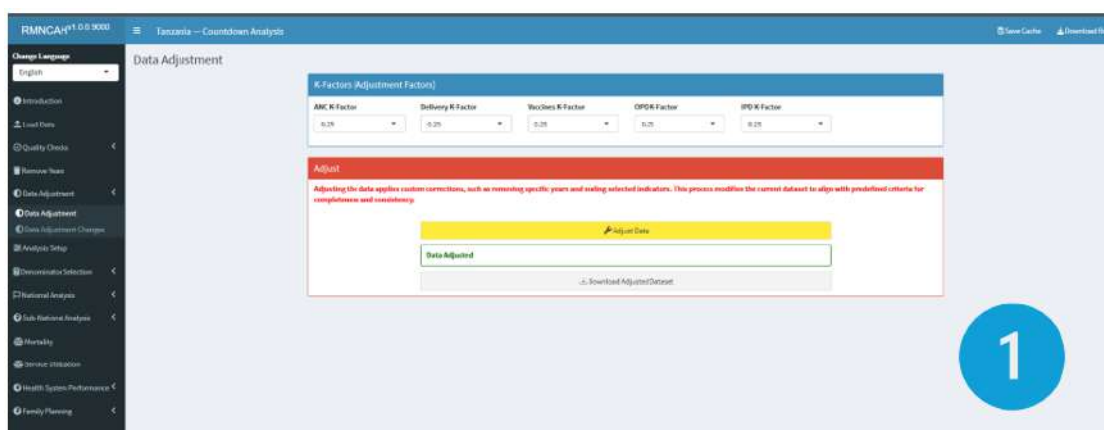 RMNCAH v1.0.0.9000
Tanzania – Countdown Analysis
Save Cache
Change Language
English
Introduction
Load Data
Quality Checks
Remove Years
Data Adjustment
Data Adjustment
Data Adjustment Changes
Analysis Setup
Denominator Selection
National Analysis
Sub-National Analysis
Mortality
Service Utilization
Health System Performance
Family Planning
Data Adjustment
K-Factors (Adjustment Factors)
ANC K-Factor Delivery K-Factor Vaccines K-Factor OPD K-Factor IPD K-Factor
0.25 0.25 0.25 0.25 0.25
Adjust
Adjusting the data applies custom corrections, such as removing specific years and scaling selected indicators. This process modifies the current dataset to align with predefined criteria for
completeness and consistency.
Adjust Data
Data Adjusted
Download Adjusted Dataset
1